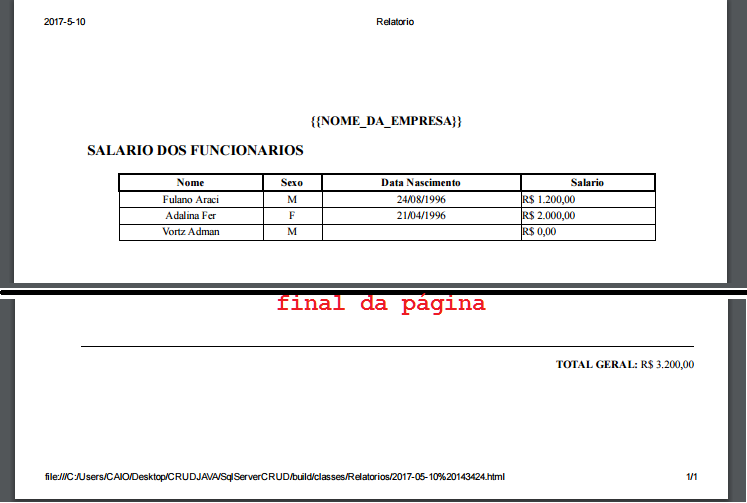 2017-5-10 Relatorio
{{NOME_DA_EMPRESA}}
SALARIO DOS FUNCIONARIOS
Nome Sexo Data Nascimento Salario
Fulano Araci M 24/08/1996 R$ 1.200,00
Adalina Fer F 21/04/1996 R$ 2.000,00
Vortz Adman M R$ 0,00
final da página
TOTAL GERAL: R$ 3.200,00
file:///C:/Users/CAIO/Desktop/CRUDJAVA/SqlServerCRUD/build/classes/Relatorios/2017-05-10%20143424.html 1/1